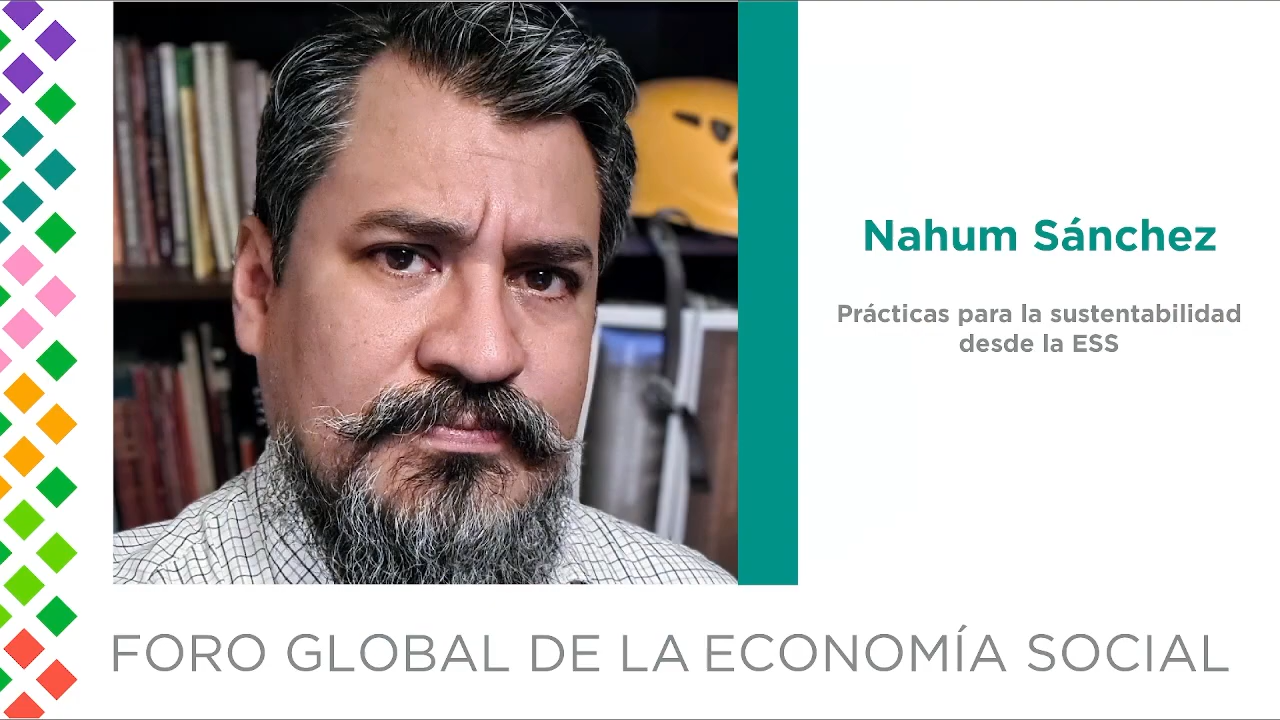 Nahum Sánchez
Prácticas para la sustentabilidad
desde la ESS
FORO GLOBAL DE LA ECONOMÍA SOCIAL